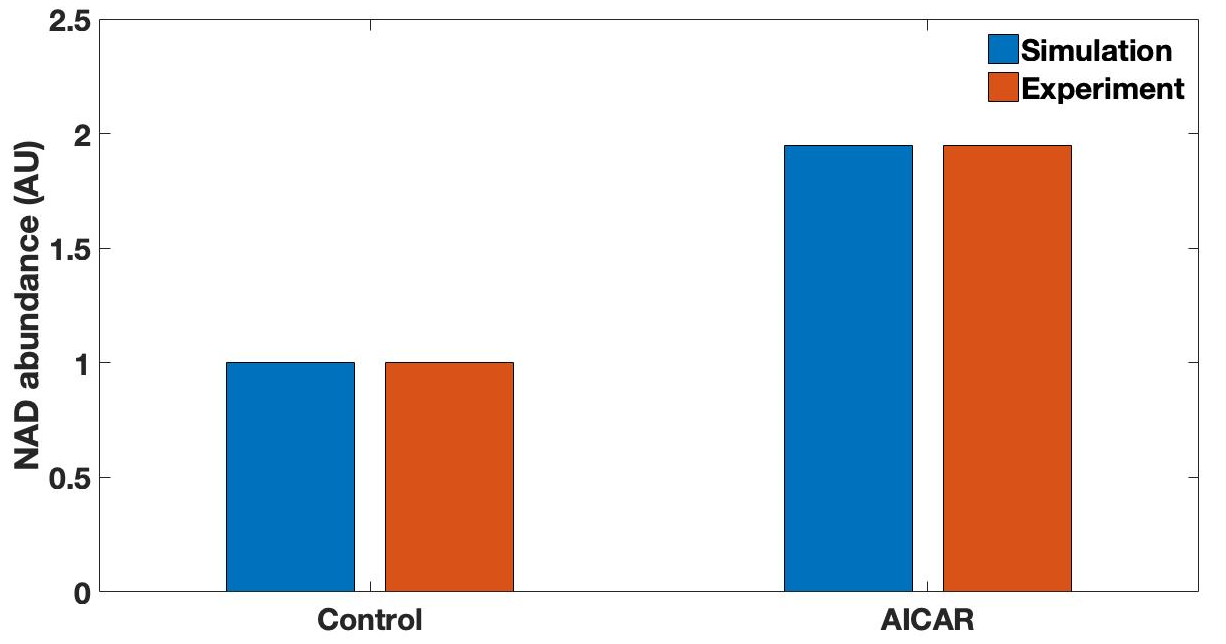 2.5
2
1.5
1
0.5
0
NAD abundance (AU)
Simulation
Experiment
Control
AICAR